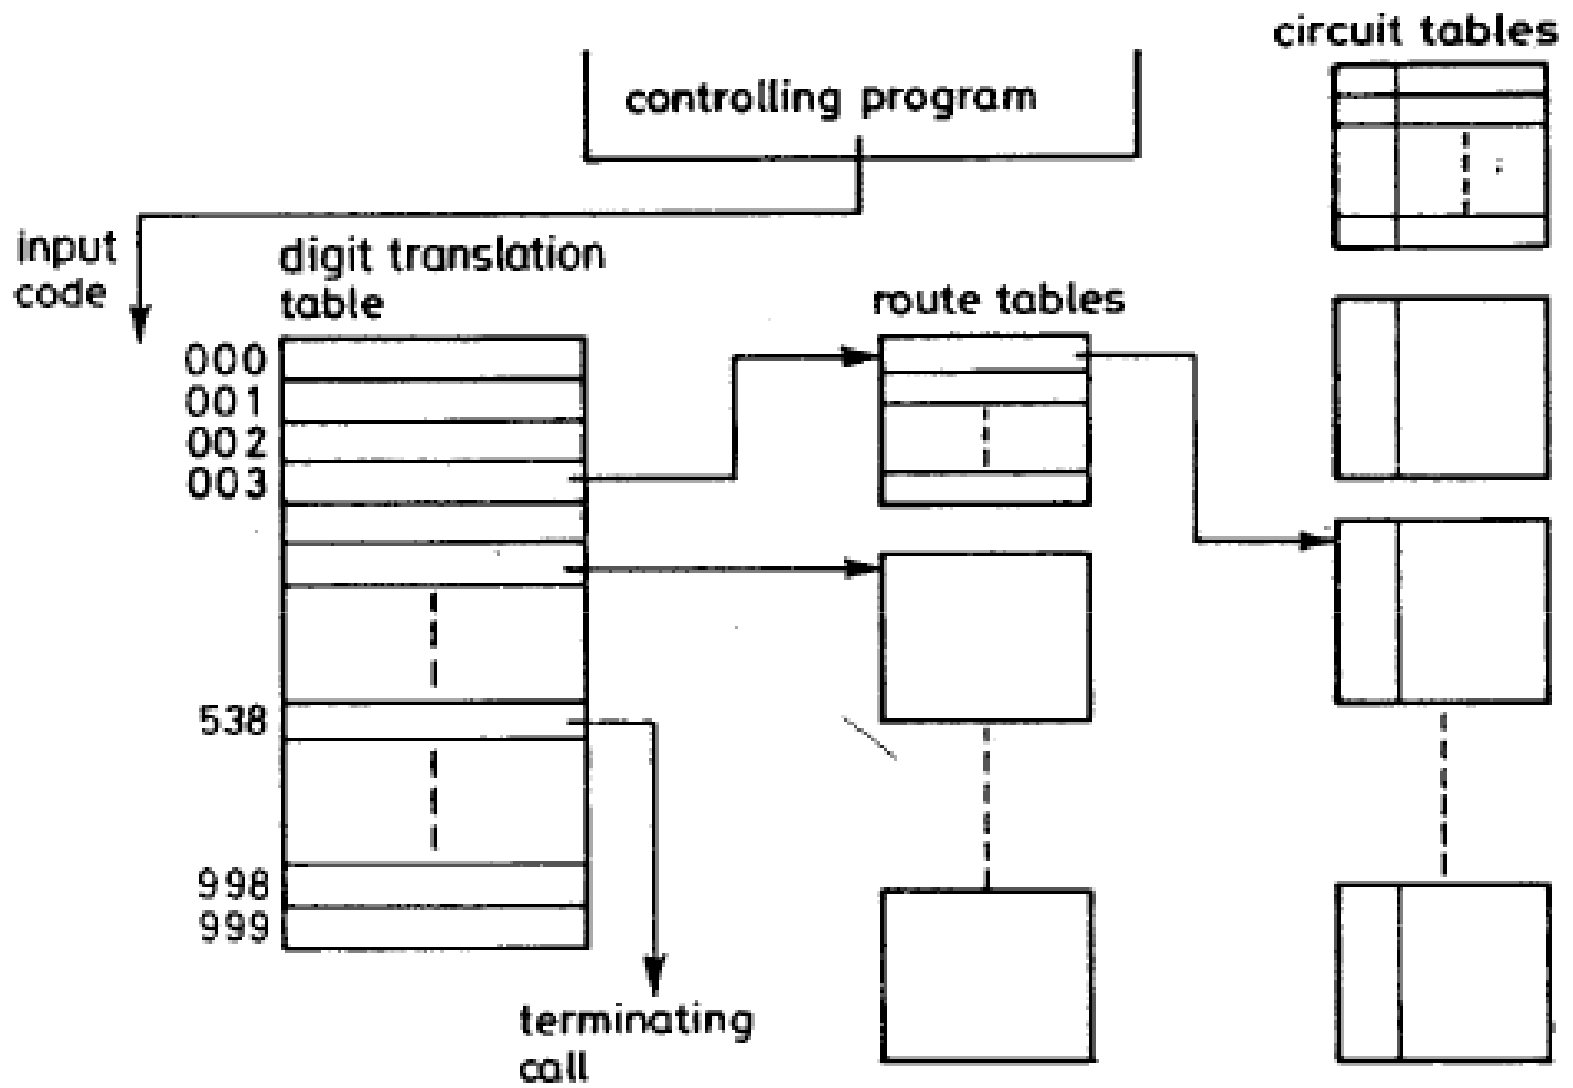 circuit tables
controlling program
input
code
digit translation
table
route tables
000
001
002
003
538
998
999
terminating
call